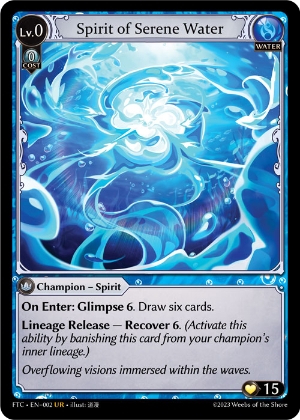 Lv.0
Spirit of Serene Water
0
COST
WATER
Champion – Spirit
On Enter: Glimpse 6. Draw six cards.
Lineage Release — Recover 6. (Activate this
ability by banishing this card from your champion's
inner lineage.)
Overflowing visions immersed within the waves.
15
FTC • EN–002 UR • Illust:
©2023 Weebs of the Shore